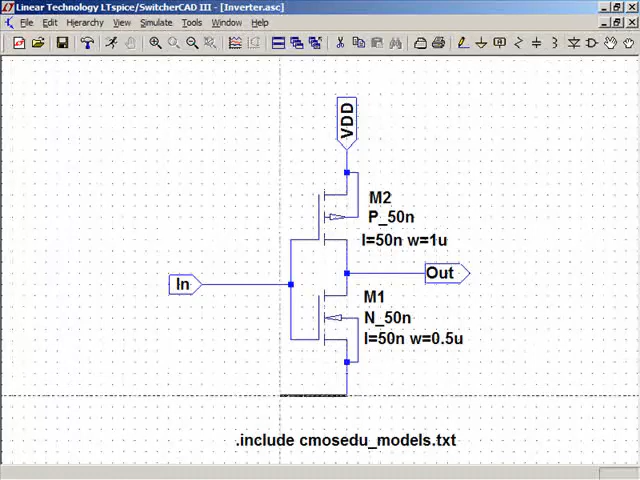 Linear Technology LTspice/SwitcherCAD III - [Inverter.asc]
File Edit Hierarchy View Simulate Tools Window Help
VDD
M2
P_50n
l=50n w=1u
In
Out
M1
N_50n
l=50n w=0.5u
.include cmosedu_models.txt